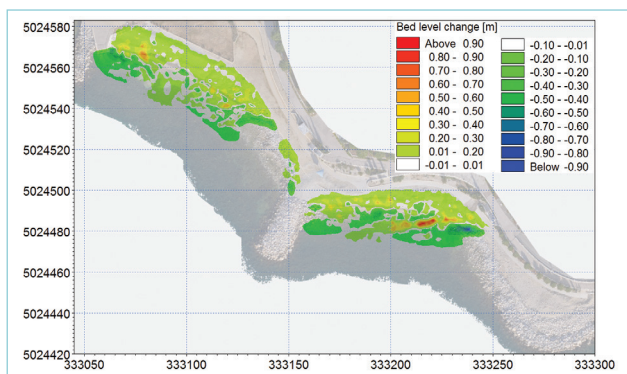 Bed level change [m]
Above 0.90
0.80 - 0.90
0.70 - 0.80
0.60 - 0.70
0.50 - 0.60
0.40 - 0.50
0.30 - 0.40
0.20 - 0.30
0.01 - 0.20
-0.01 - 0.01
-0.10 - -0.01
-0.20 - -0.10
-0.30 - -0.20
-0.40 - -0.30
-0.50 - -0.40
-0.60 - -0.50
-0.70 - -0.60
-0.80 - -0.70
-0.90 - -0.80
Below -0.90
5024580
5024560
5024540
5024520
5024500
5024480
5024460
5024440
5024420
333050
333100
333150
333200
333250
333300